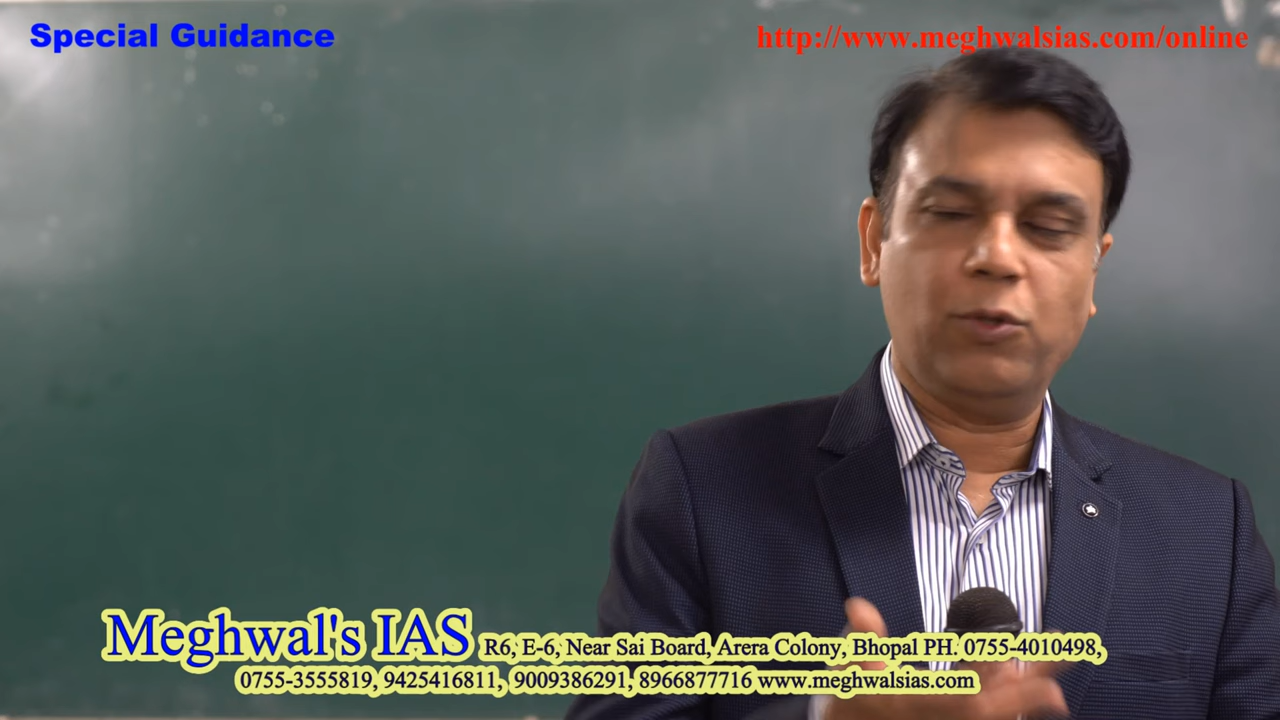 Special Guidance
http://www.meghwalsias.com/online
Meghwal's IAS R6, E-6, Near Sai Board, Arera Colony, Bhopal PH. 0755-4010498,
0755-3555819, 9425416811, 9009386291, 8966877716 www.meghwalsias.com